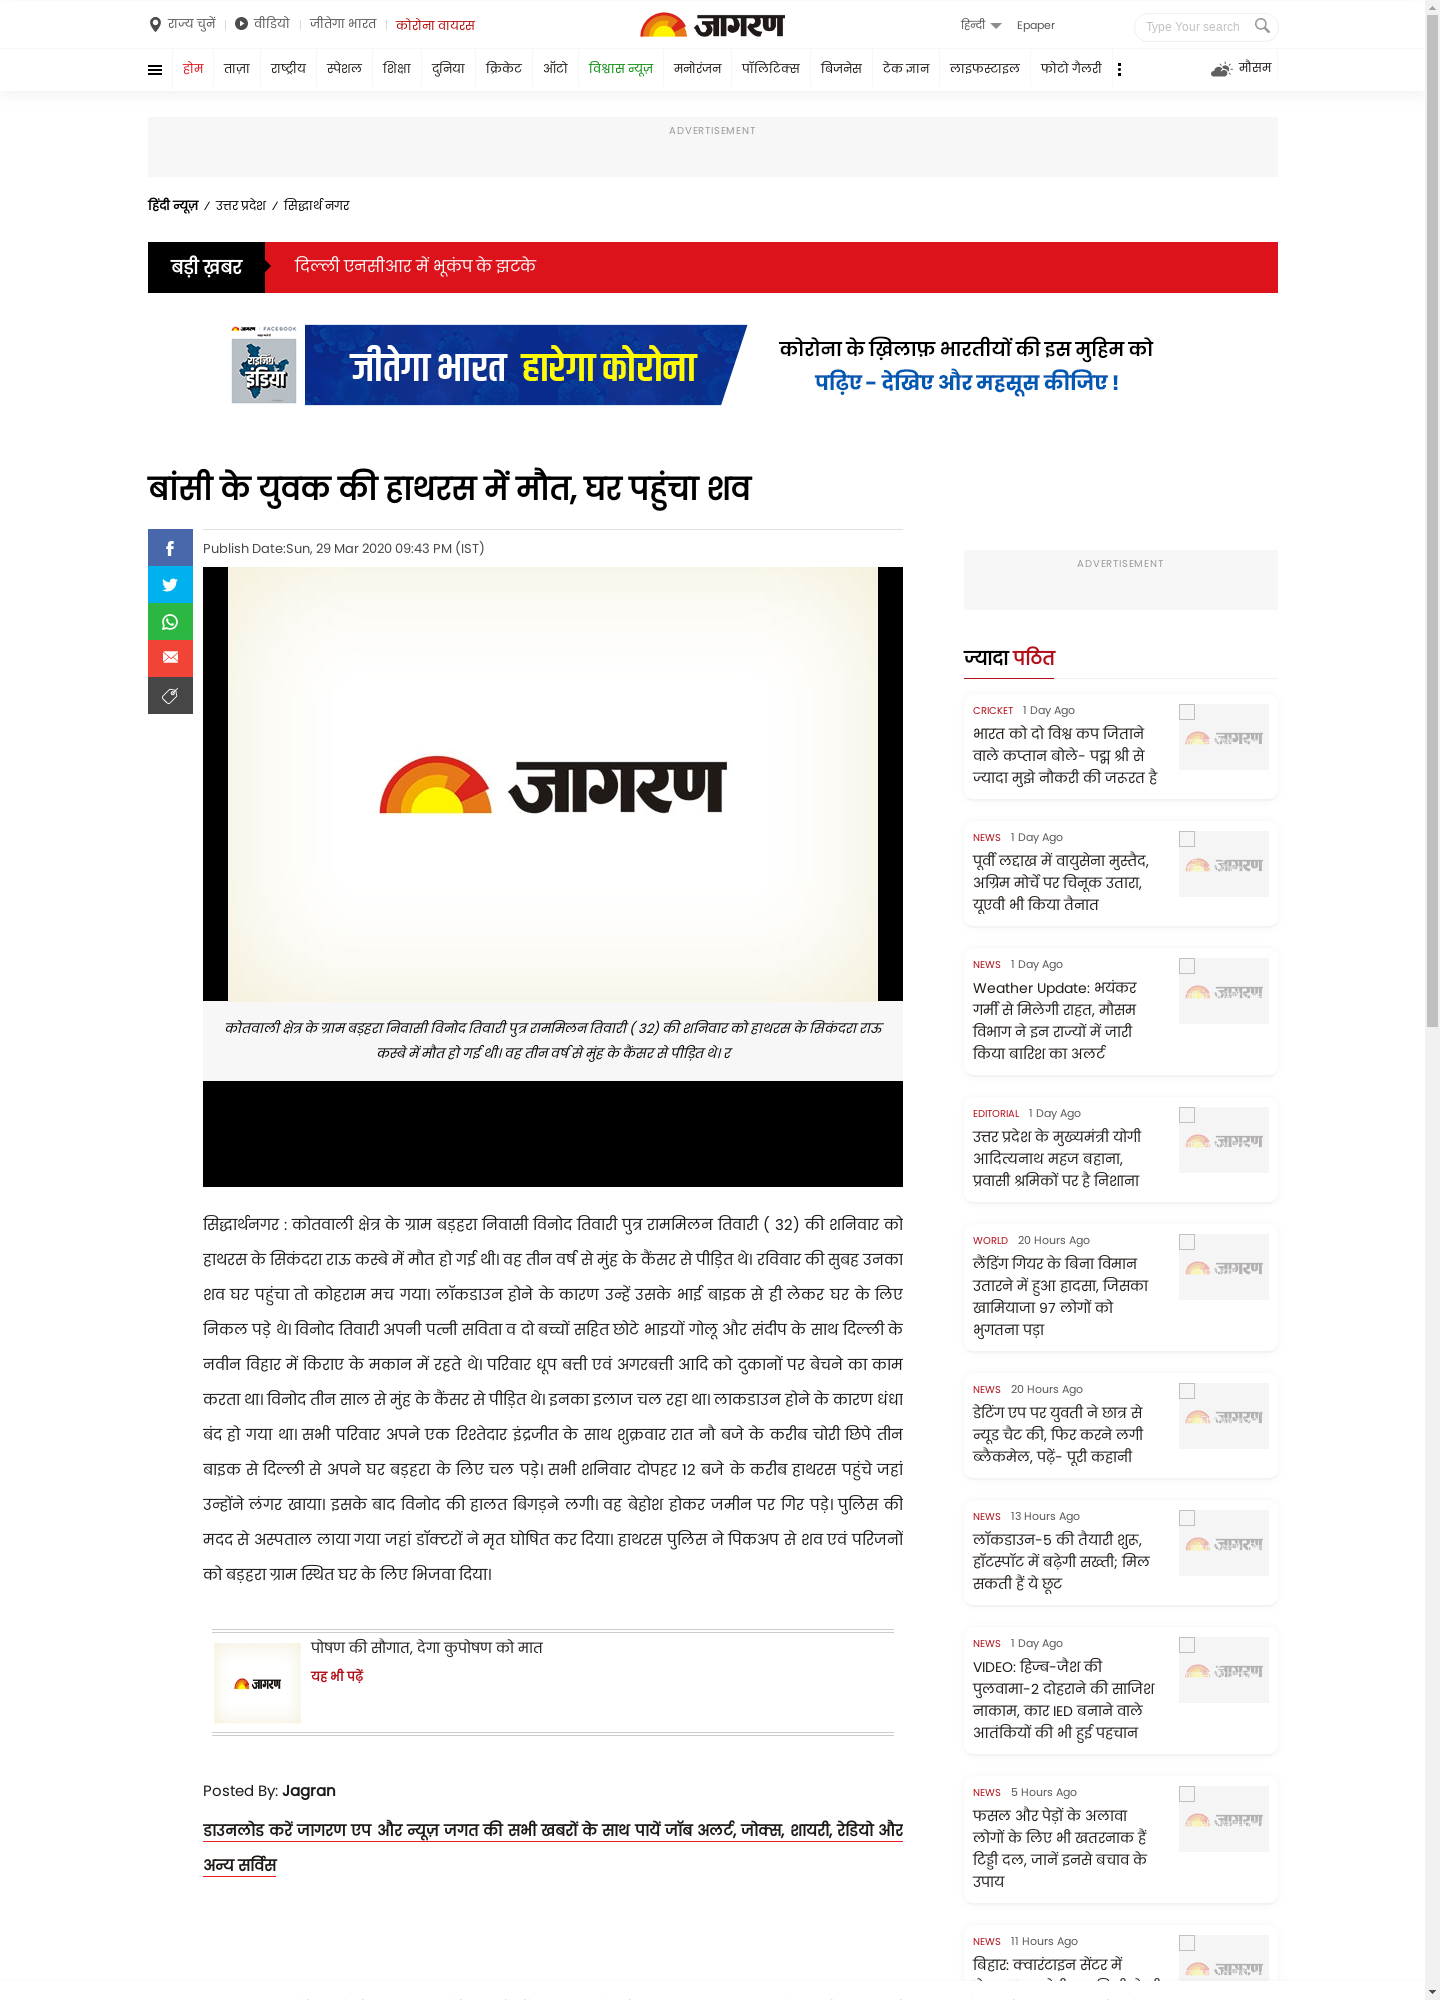 राज्य चुनें
वीडियो
जीतेगा भारत
कोरोना वायरस
जागरण
हिन्दी
Epaper
Type Your search
होम
ताज़ा
राष्ट्रीय
स्पेशल
शिक्षा
दुनिया
क्रिकेट
ऑटो
विश्वास न्यूज़
मनोरंजन
पॉलिटिक्स
बिजनेस
टेक ज्ञान
लाइफस्टाइल
फोटो गैलरी
मौसम
ADVERTISEMENT
हिंदी न्यूज़ / उत्तर प्रदेश / सिद्धार्थ नगर
बड़ी ख़बर
दिल्ली एनसीआर में भूकंप के झटके
जागरण FACEBOOK
राइजिंग
इंडिया
जीतेगा भारत हारेगा कोरोना
कोरोना के ख़िलाफ़ भारतीयों की इस मुहिम को
पढ़िए - देखिए और महसूस कीजिए !
बांसी के युवक की हाथरस में मौत, घर पहुंचा शव
Publish Date:Sun, 29 Mar 2020 09:43 PM (IST)
जागरण
कोतवाली क्षेत्र के ग्राम बड़हरा निवासी विनोद तिवारी पुत्र राममिलन तिवारी ( 32) की शनिवार को हाथरस के सिकंदरा राऊ
कस्बे में मौत हो गई थी। वह तीन वर्ष से मुंह के कैंसर से पीड़ित थे। र
सिद्धार्थनगर : कोतवाली क्षेत्र के ग्राम बड़हरा निवासी विनोद तिवारी पुत्र राममिलन तिवारी ( 32) की शनिवार को
हाथरस के सिकंदरा राऊ कस्बे में मौत हो गई थी। वह तीन वर्ष से मुंह के कैंसर से पीड़ित थे। रविवार की सुबह उनका
शव घर पहुंचा तो कोहराम मच गया। लॉकडाउन होने के कारण उन्हें उसके भाई बाइक से ही लेकर घर के लिए
निकल पड़े थे। विनोद तिवारी अपनी पत्नी सविता व दो बच्चों सहित छोटे भाइयों गोलू और संदीप के साथ दिल्ली के
नवीन विहार में किराए के मकान में रहते थे। परिवार धूप बत्ती एवं अगरबत्ती आदि को दुकानों पर बेचने का काम
करता था। विनोद तीन साल से मुंह के कैंसर से पीड़ित थे। इनका इलाज चल रहा था। लाकडाउन होने के कारण धंधा
बंद हो गया था। सभी परिवार अपने एक रिश्तेदार इंद्रजीत के साथ शुक्रवार रात नौ बजे के करीब चोरी छिपे तीन
बाइक से दिल्ली से अपने घर बड़हरा के लिए चल पड़े। सभी शनिवार दोपहर 12 बजे के करीब हाथरस पहुंचे जहां
उन्होंने लंगर खाया। इसके बाद विनोद की हालत बिगड़ने लगी। वह बेहोश होकर जमीन पर गिर पड़े। पुलिस की
मदद से अस्पताल लाया गया जहां डॉक्टरों ने मृत घोषित कर दिया। हाथरस पुलिस ने पिकअप से शव एवं परिजनों
को बड़हरा ग्राम स्थित घर के लिए भिजवा दिया।
जागरण
पोषण की सौगात, देगा कुपोषण को मात
यह भी पढ़ें
Posted By: Jagran
डाउनलोड करें जागरण एप और न्यूज़ जगत की सभी खबरों के साथ पायें जॉब अलर्ट, जोक्स, शायरी, रेडियो और
अन्य सर्विस
ADVERTISEMENT
ज्यादा पठित
CRICKET 1 Day Ago
भारत को दो विश्व कप जिताने
वाले कप्तान बोले- पद्म श्री से
ज्यादा मुझे नौकरी की जरूरत है
जागरण
NEWS 1 Day Ago
पूर्वी लद्दाख में वायुसेना मुस्तैद,
अग्रिम मोर्चे पर चिनूक उतारा,
यूएवी भी किया तैनात
जागरण
NEWS 1 Day Ago
Weather Update: भयंकर
गर्मी से मिलेगी राहत, मौसम
विभाग ने इन राज्यों में जारी
किया बारिश का अलर्ट
जागरण
EDITORIAL 1 Day Ago
उत्तर प्रदेश के मुख्यमंत्री योगी
आदित्यनाथ महज बहाना,
प्रवासी श्रमिकों पर है निशाना
जागरण
WORLD 20 Hours Ago
लैंडिंग गियर के बिना विमान
उतारने में हुआ हादसा, जिसका
खामियाजा 97 लोगों को
भुगतना पड़ा
जागरण
NEWS 20 Hours Ago
डेटिंग एप पर युवती ने छात्र से
न्यूड चैट की, फिर करने लगी
ब्लैकमेल, पढ़ें- पूरी कहानी
जागरण
NEWS 13 Hours Ago
लॉकडाउन-5 की तैयारी शुरू,
हॉटस्पॉट में बढ़ेगी सख्ती; मिल
सकती हैं ये छूट
जागरण
NEWS 1 Day Ago
VIDEO: हिज्ब-जैश की
पुलवामा-2 दोहराने की साजिश
नाकाम, कार IED बनाने वाले
आतंकियों की भी हुई पहचान
जागरण
NEWS 5 Hours Ago
फसल और पेड़ों के अलावा
लोगों के लिए भी खतरनाक हैं
टिड्डी दल, जानें इनसे बचाव के
उपाय
जागरण
NEWS 11 Hours Ago
बिहार: क्वारंटाइन सेंटर में
जागरण